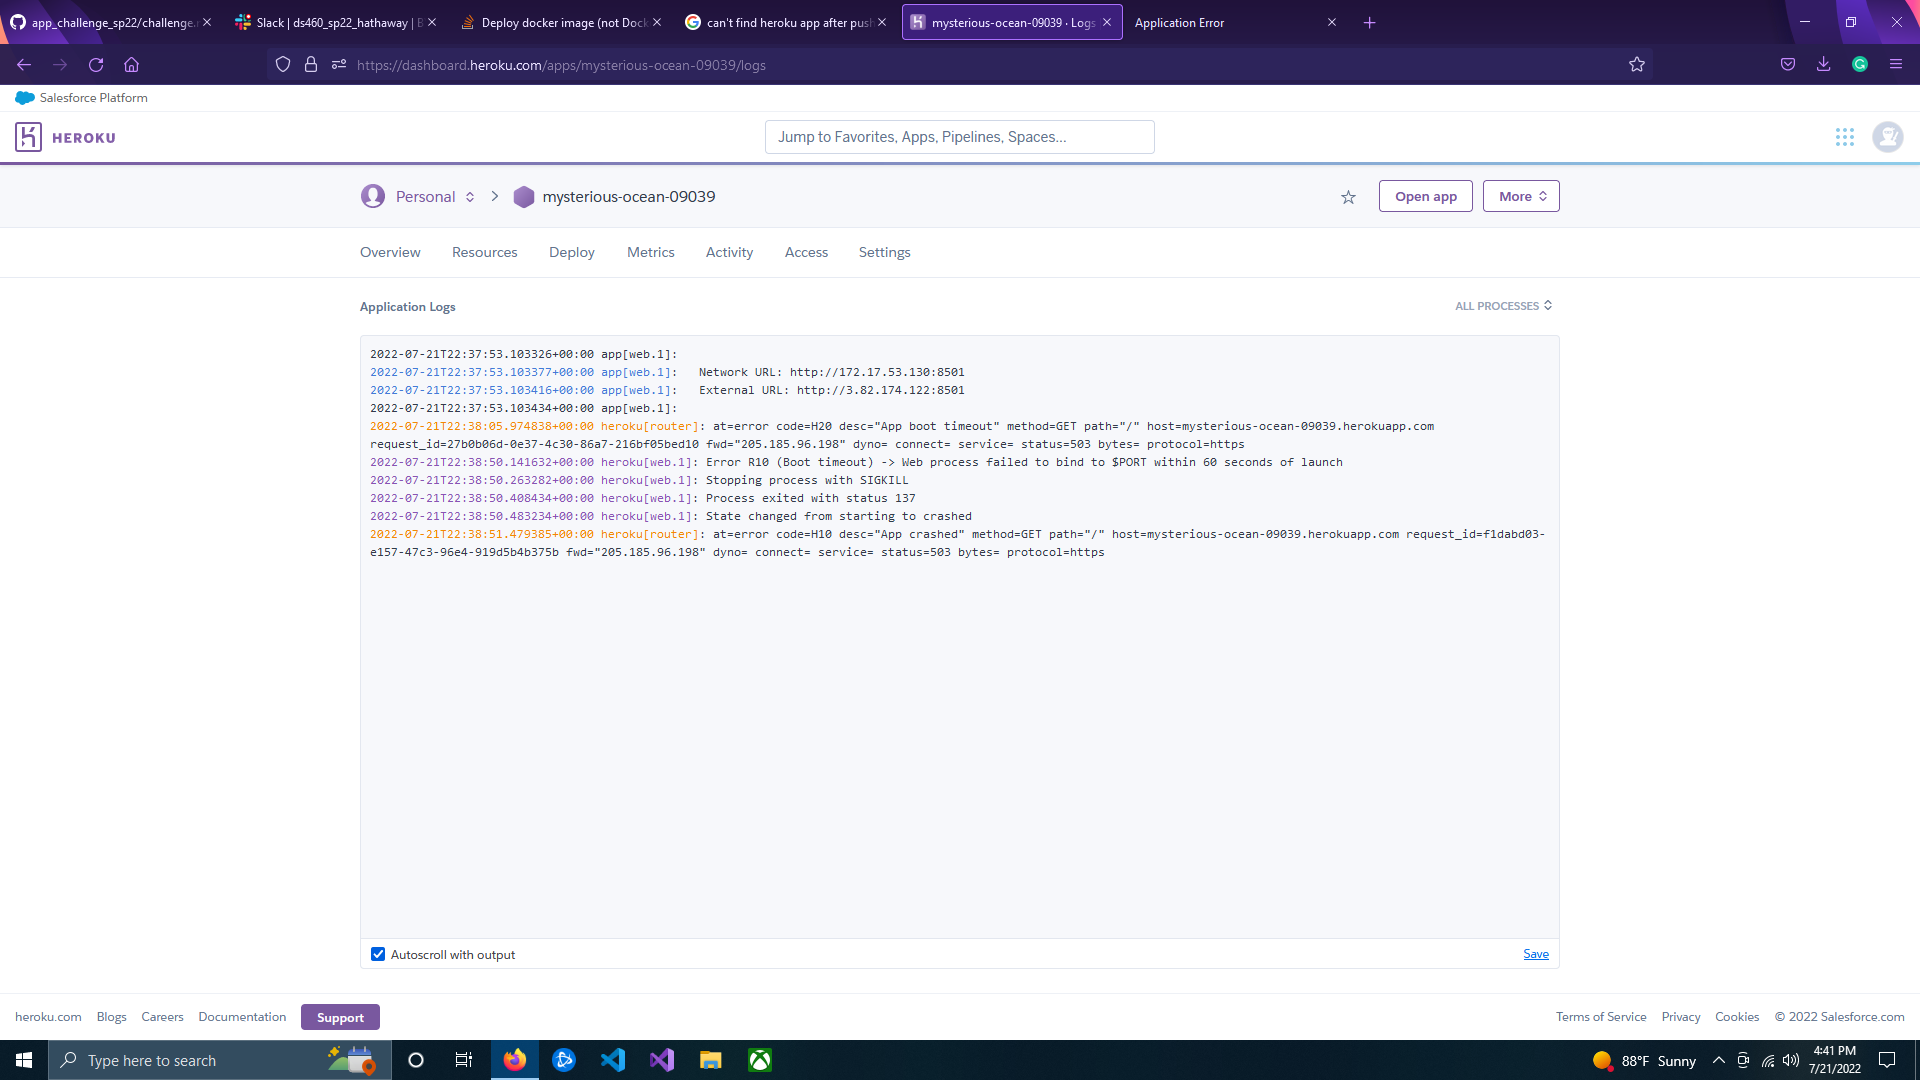 app_challenge_sp22/challenge.r
Slack | ds460_sp22_hathaway | B
Deploy docker image (not Dock
can't find heroku app after push
mysterious-ocean-09039 · Logs
Application Error
https://dashboard.heroku.com/apps/mysterious-ocean-09039/logs
Salesforce Platform
HEROKU
Jump to Favorites, Apps, Pipelines, Spaces...
Personal
mysterious-ocean-09039
Open app
More
Overview
Resources
Deploy
Metrics
Activity
Access
Settings
Application Logs
ALL PROCESSES
2022-07-21T22:37:53.103326+00:00 app[web.1]:
2022-07-21T22:37:53.103377+00:00 app[web.1]:   Network URL: http://172.17.53.130:8501
2022-07-21T22:37:53.103416+00:00 app[web.1]:   External URL: http://3.82.174.122:8501
2022-07-21T22:37:53.103434+00:00 app[web.1]:
2022-07-21T22:38:05.974838+00:00 heroku[router]: at=error code=H20 desc="App boot timeout" method=GET path="/" host=mysterious-ocean-09039.herokuapp.com
request_id=27b0b06d-0e37-4c30-86a7-216bf05bed10 fwd="205.185.96.198" dyno= connect= service= status=503 bytes= protocol=https
2022-07-21T22:38:50.141632+00:00 heroku[web.1]: Error R10 (Boot timeout) -> Web process failed to bind to $PORT within 60 seconds of launch
2022-07-21T22:38:50.263282+00:00 heroku[web.1]: Stopping process with SIGKILL
2022-07-21T22:38:50.408434+00:00 heroku[web.1]: Process exited with status 137
2022-07-21T22:38:50.483234+00:00 heroku[web.1]: State changed from starting to crashed
2022-07-21T22:38:51.479385+00:00 heroku[router]: at=error code=H10 desc="App crashed" method=GET path="/" host=mysterious-ocean-09039.herokuapp.com request_id=f1dabd03-
e157-47c3-96e4-919d5b4b375b fwd="205.185.96.198" dyno= connect= service= status=503 bytes= protocol=https
Autoscroll with output
Save
heroku.com
Blogs
Careers
Documentation
Support
Terms of Service
Privacy
Cookies
© 2022 Salesforce.com
Type here to search
88°F Sunny
4:41 PM
7/21/2022